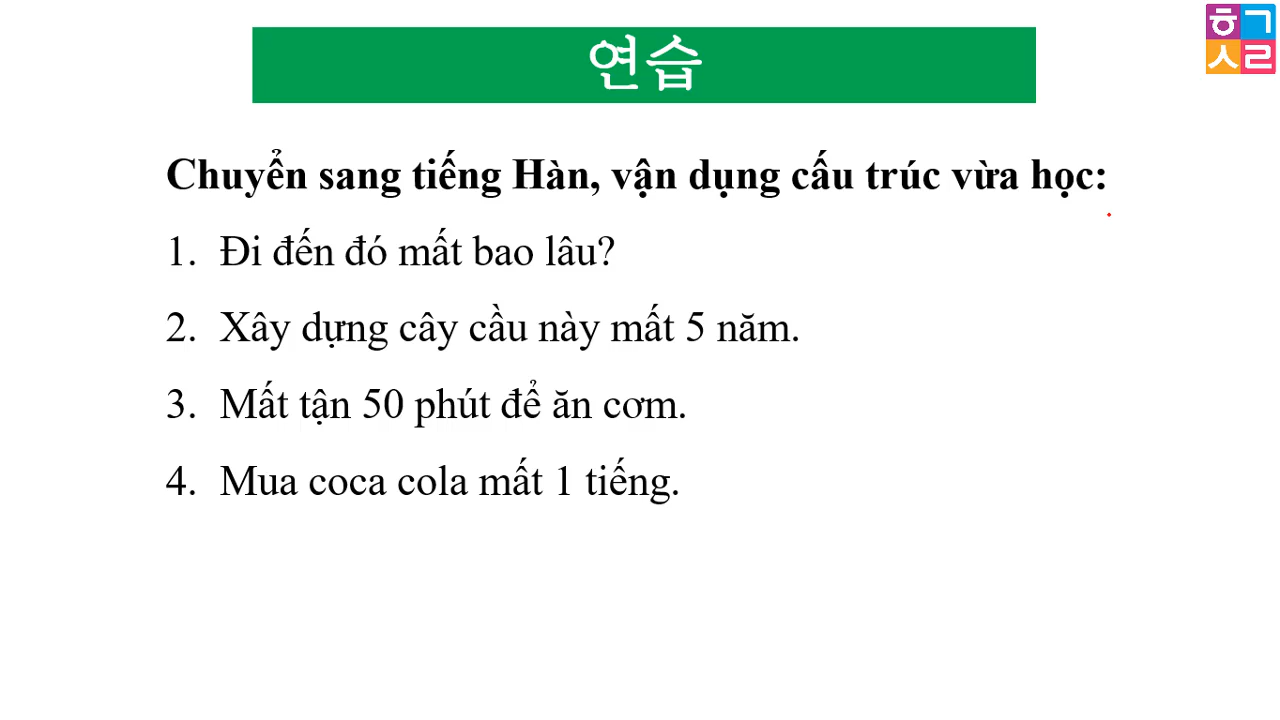 연습
ㅎㄱ
ㅅㄹ
Chuyển sang tiếng Hàn, vận dụng cấu trúc vừa học:
1. Đi đến đó mất bao lâu?
2. Xây dựng cây cầu này mất 5 năm.
3. Mất tận 50 phút để ăn cơm.
4. Mua coca cola mất 1 tiếng.